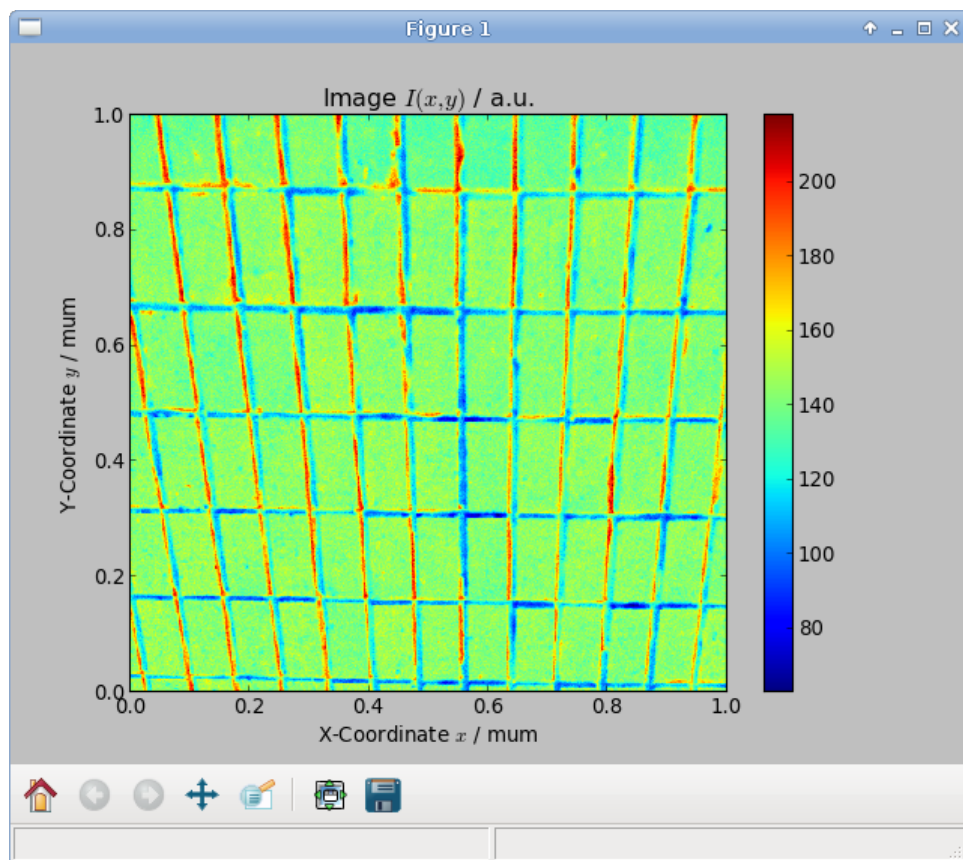 Figure 1
Image I(x,y) / a.u.
1.0
0.8
0.6
0.4
0.2
0.0
Y-Coordinate y / mum
0.0 0.2 0.4 0.6 0.8 1.0
X-Coordinate x / mum
200
180
160
140
120
100
80